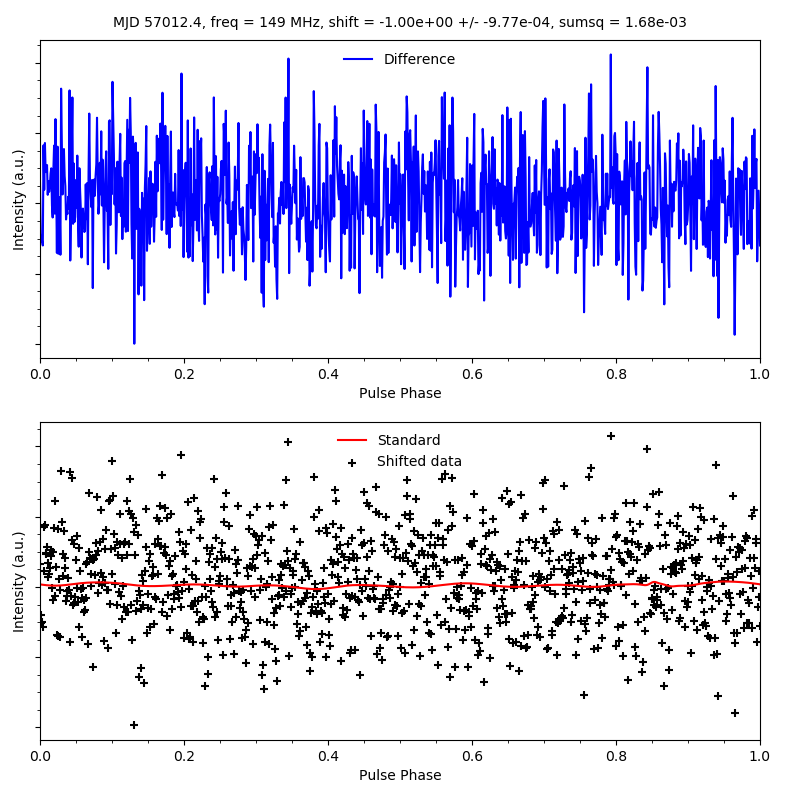 MJD 57012.4, freq = 149 MHz, shift = -1.00e+00 +/- -9.77e-04, sumsq = 1.68e-03
Difference
Intensity (a.u.)
0.0 0.2 0.4 0.6 0.8 1.0
Pulse Phase
Standard
Shifted data
Intensity (a.u.)
0.0 0.2 0.4 0.6 0.8 1.0
Pulse Phase